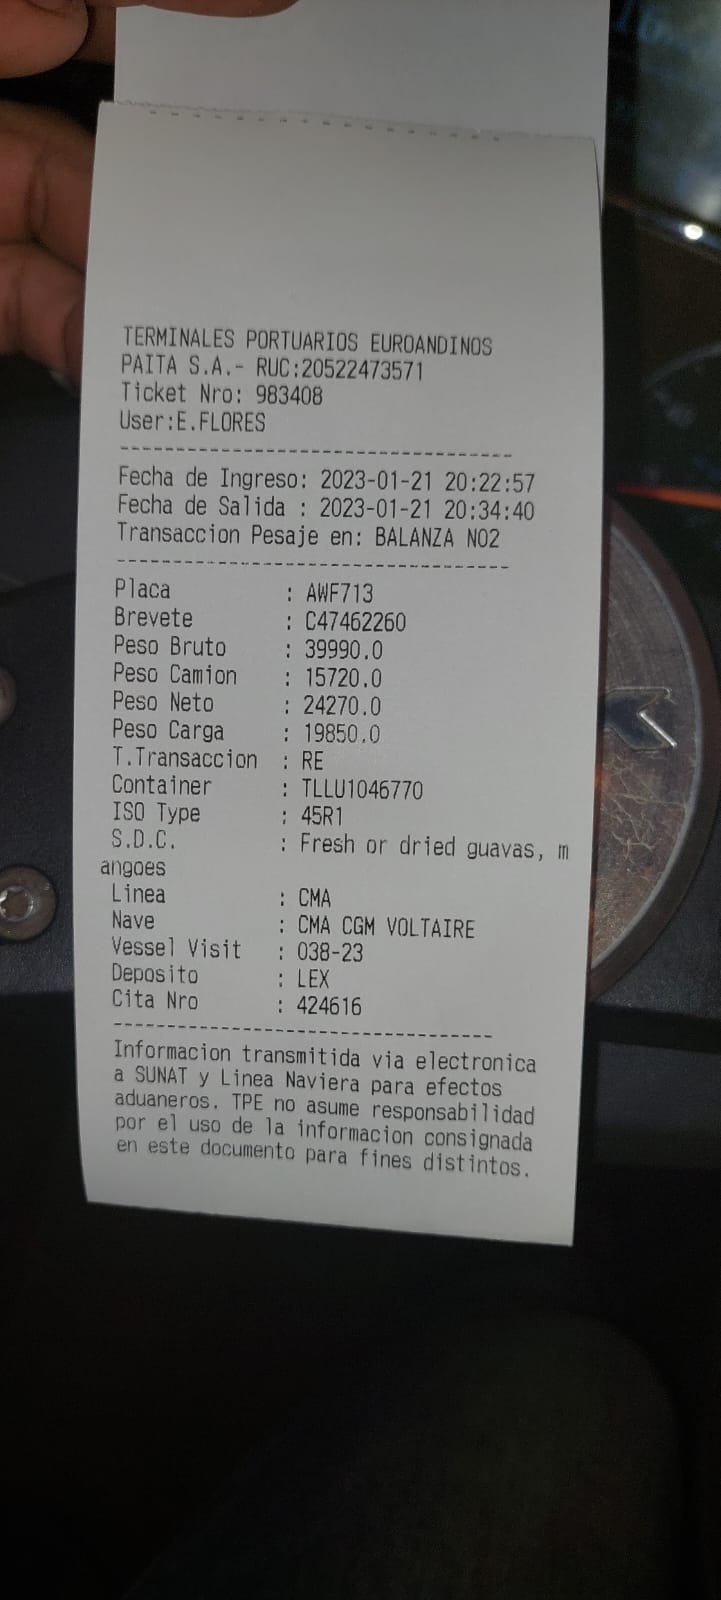 TERMINALES PORTUARIOS EUROANDINOS
PAITA S.A.- RUC:20522473571
Ticket Nro: 983408
User:E.FLORES
----------------------------------
Fecha de Ingreso: 2023-01-21 20:22:57
Fecha de Salida : 2023-01-21 20:34:40
Transaccion Pesaje en: BALANZA NO2
----------------------------------
Placa : AWF713
Brevete : C47462260
Peso Bruto : 39990.0
Peso Camion : 15720.0
Peso Neto : 24270.0
Peso Carga : 19850.0
T.Transaccion : RE
Container : TLLU1046770
ISO Type : 45R1
S.D.C. : Fresh or dried guavas, m
angoes
Linea : CMA
Nave : CMA CGM VOLTAIRE
Vessel Visit : 038-23
Deposito : LEX
Cita Nro : 424616
----------------------------------
Informacion transmitida via electronica
a SUNAT y Linea Naviera para efectos
aduaneros. TPE no asume responsabilidad
por el uso de la informacion consignada
en este documento para fines distintos.